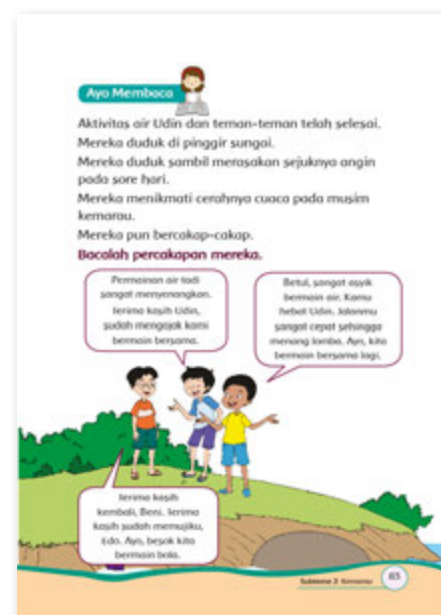 Ayo Membaca
Aktivitas air Udin dan teman-teman telah selesai.
Mereka duduk di pinggir sungai.
Mereka duduk sambil merasakan sejuknya angin
pada sore hari.
Mereka menikmati cerahnya cuaca pada musim
kemarau.
Mereka pun bercakap-cakap.
Bacalah percakapan mereka.
Permainan air tadi
sangat menyenangkan.
Terima kasih Udin,
sudah mengajak kami
bermain bersama.
Betul, sangat asyik
bermain air. Kamu
hebat Udin. Jalanmu
sangat cepat sehingga
menang lomba. Ayo, kita
bermain bersama lagi.
Terima kasih
kembali, Beni. Terima
kasih sudah memujiku,
Edo. Ayo, besok kita
bermain bola.
Subtema 2 Kemarau
83